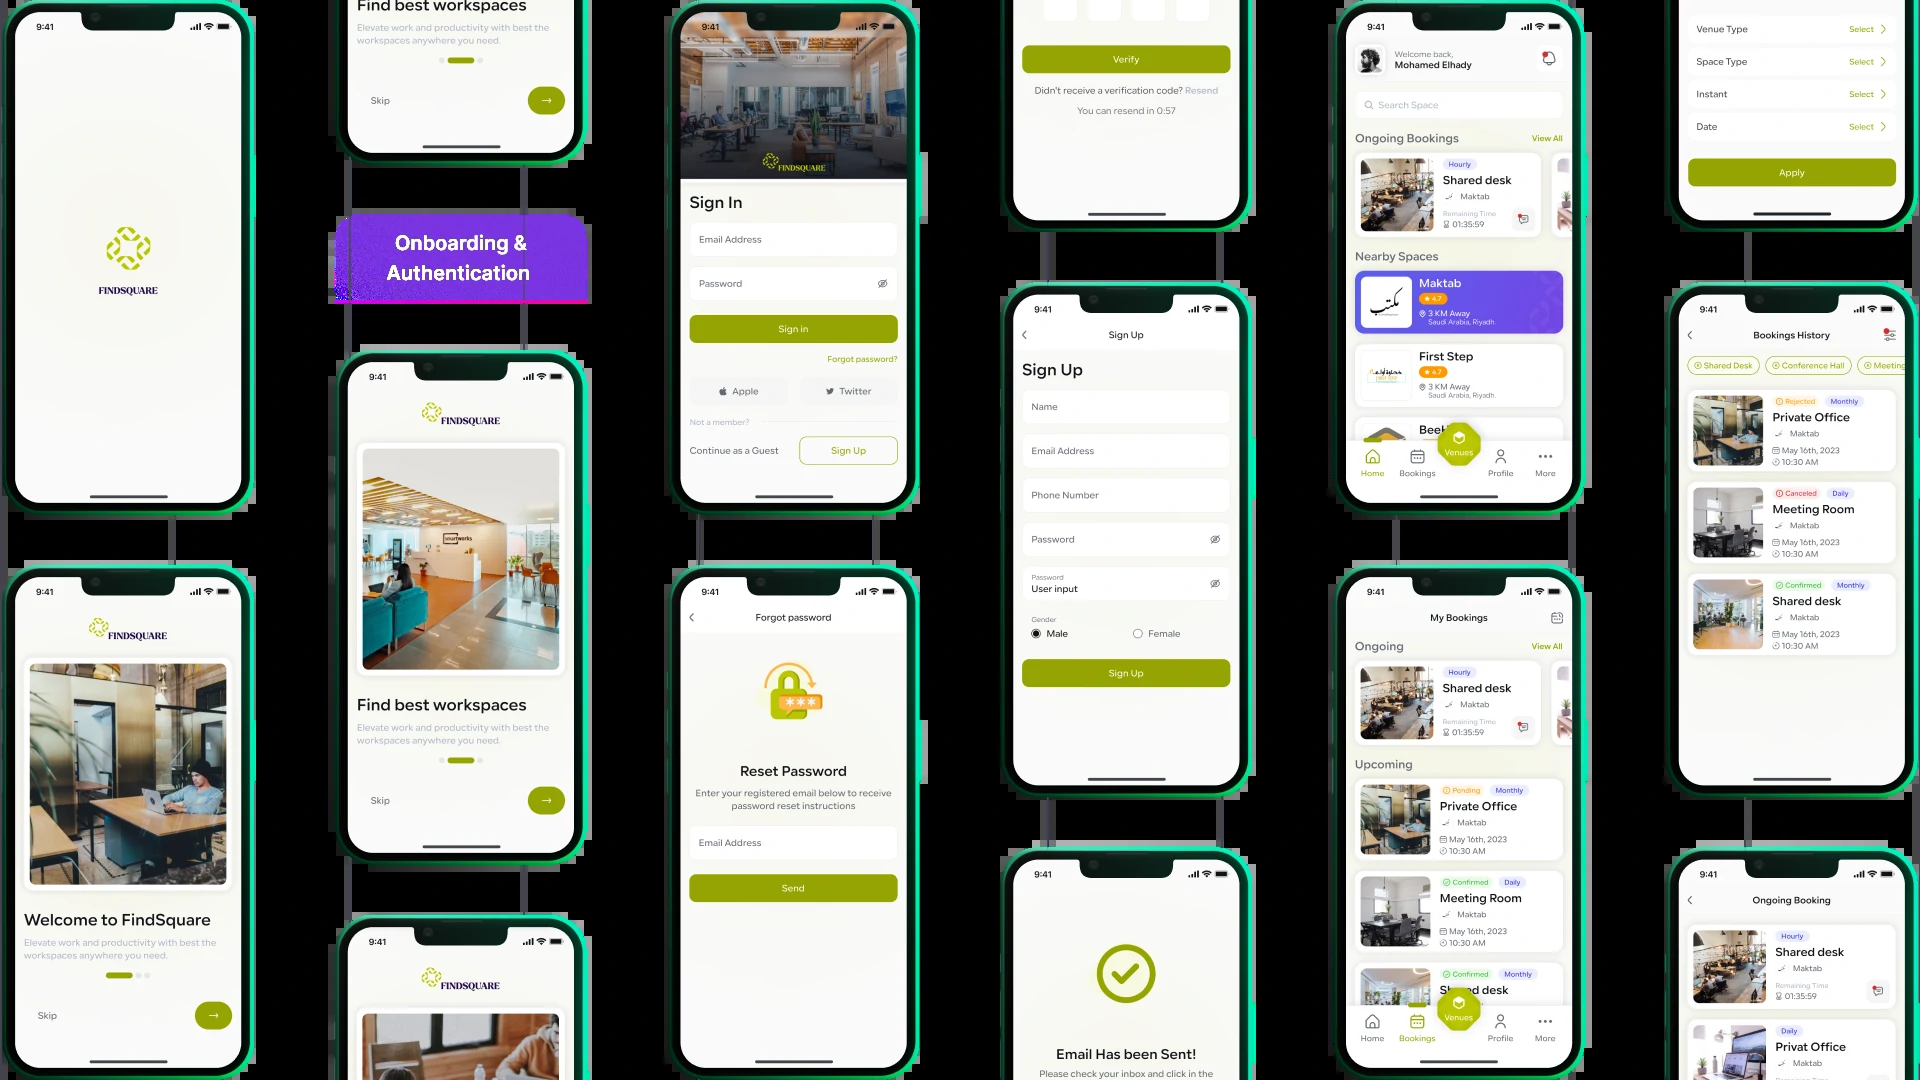 9:41
FINDSQUARE
9:41
FINDSQUARE
Welcome to FindSquare
Elevate work and productivity with best the
workspaces anywhere you need.
Skip
Find best workspaces
Elevate work and productivity with best the
workspaces anywhere you need.
Skip
Onboarding &
Authentication
9:41
FINDSQUARE
smartworks
Find best workspaces
Elevate work and productivity with best the
workspaces anywhere you need.
Skip
9:41
FINDSQUARE
9:41
FINDSQUARE
Sign In
Email Address
Password
Sign in
Forgot password?
Apple
Twitter
Not a member?
Continue as a Guest
Sign Up
9:41
Forgot password
Reset Password
Enter your registered email below to receive
password reset instructions
Email Address
Send
Verify
Didn't receive a verification code? Resend
You can resend in 0:57
9:41
Sign Up
Sign Up
Name
Email Address
Phone Number
Password
Password
User input
Gender
Male
Female
Sign Up
9:41
Email Has been Sent!
Please check your inbox and click in the
9:41
Welcome back,
Mohamed Elhady
Search Space
Ongoing Bookings
View All
Hourly
Shared desk
Maktab
Remaining Time
01:35:59
Nearby Spaces
مكتب
Maktab
4.7
3 KM Away
Saudi Arabia, Riyadh.
First Step
4.7
3 KM Away
Saudi Arabia, Riyadh.
Venues
Home
Bookings
Profile
More
9:41
My Bookings
Ongoing
View All
Hourly
Shared desk
Maktab
Remaining Time
01:35:59
Upcoming
Pending
Monthly
Private Office
Maktab
May 16th, 2023
10:30 AM
Confirmed
Daily
Meeting Room
Maktab
May 16th, 2023
10:30 AM
Confirmed
Monthly
Shared desk
Venues
Home
Bookings
Profile
More
Venue Type
Select
Space Type
Select
Instant
Select
Date
Select
Apply
9:41
Bookings History
Shared Desk
Conference Hall
Meeting
Rejected
Monthly
Private Office
Maktab
May 16th, 2023
10:30 AM
Canceled
Daily
Meeting Room
Maktab
May 16th, 2023
10:30 AM
Confirmed
Monthly
Shared desk
Maktab
May 16th, 2023
10:30 AM
9:41
Ongoing Booking
Hourly
Shared desk
Maktab
Remaining Time
01:35:59
Daily
Privat Office
Maktab